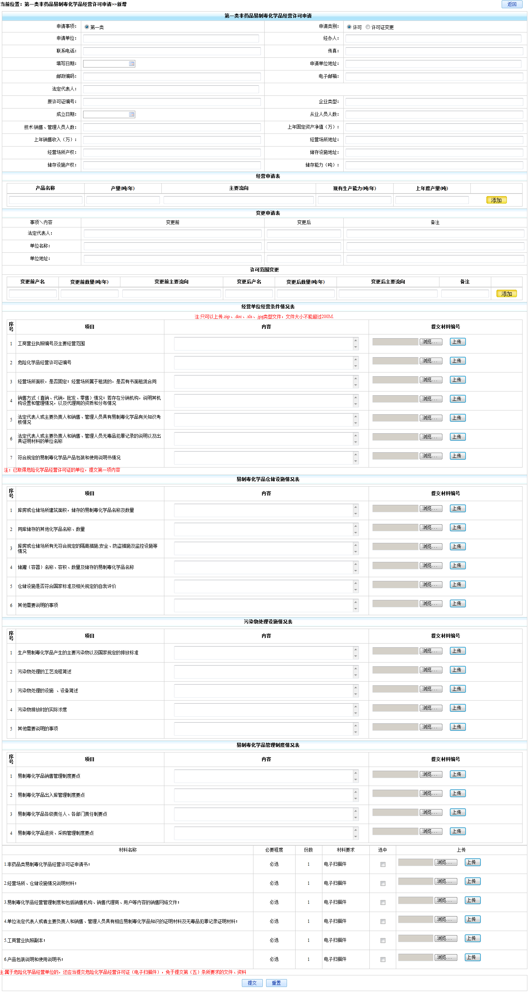 当前位置：第一类非药品易制毒化学品经营许可申请>>新增 返回
第一类非药品易制毒化学品经营许可申请
申请事项： 第一类 申请类别： 许可 许可证变更
申请单位： 经办人：
联系电话： 传真：
填写日期： 申请单位地址：
邮政编码： 电子邮箱：
法定代表人：
原许可证编号： 企业类型：
成立日期： 从业人员人数：
技术/销售、管理人员人数： 上年固定资产净值（万）：
上年销售收入（万）： 经营场所地址：
经营场所产权： 储存设施地址：
储存设施产权： 储存能力（吨）：
经营申请表
产品名称 产量(吨/年) 主要流向 现有生产能力(吨/年) 上年度产量(吨)
添加
变更申请表
事项＼内容 变更前 变更后 备注
法定代表人：
单位名称：
单位地址：
许可范围变更
变更前产名 变更前数量(吨/年) 变更前主要流向 变更后产名 变更后数量(吨/年) 变更后主要流向 备注
添加
经营单位经营条件情况表
注:只可以上传.zip、.doc、.xls、.jpg类型文件，文件大小不能超过200M.
序号 项目 内容 提交材料编号
1 工商营业执照编号及主要经营范围 浏览... 上传
2 危险化学品经营许可证编号 浏览... 上传
3 经营场所面积，是否固定；经营场所属于租赁的，是否有书面租赁合同 浏览... 上传
4 销售方式（直销、代销，批发、零售）情况；若存在分销机构，说明其机
构设置和管理情况，以及代理商的资质和分布情况 浏览... 上传
5 法定代表人或主要负责人和销售、管理人员具有易制毒化学品有关知识考
核情况 浏览... 上传
6 法定代表人或主要负责人和销售、管理人员无毒品犯罪记录的说明以及出
具证明材料的单位名称 浏览... 上传
7 符合规定的易制毒化学品产品包装和使用说明书情况 浏览... 上传
注：已取得危险化学品经营许可证的单位，提交第一项内容
易制毒化学品仓储设施情况表
序号 项目 内容 提交材料编号
1 库房或仓储场所建筑面积，储存的易制毒化学品名称及数量 浏览... 上传
2 同库储存的其他化学品名称、数量 浏览... 上传
3 库房或仓储场所有无符合规定的隔离措施,安全、防盗措施及监控设施等
情况 浏览... 上传
4 储罐（容器）名称、容积、数量及储存的易制毒化学品名称 浏览... 上传
5 仓储设施是否符合国家标准及相关规定的自我评价 浏览... 上传
6 其他需要说明的事项 浏览... 上传
污染物处理设施情况表
序号 项目 内容 提交材料编号
1 生产易制毒化学品产生的主要污染物以及国家规定的排放标准 浏览... 上传
2 污染物处理的工艺流程简述 浏览... 上传
3 污染物处理的设施 、设备简述 浏览... 上传
4 污染物排放时的实际浓度 浏览... 上传
5 其他需要说明的事项 浏览... 上传
易制毒化学品管理制度情况表
序号 项目 内容 提交材料编号
1 易制毒化学品销售管理制度要点 浏览... 上传
2 易制毒化学品出入库管理制度要点 浏览... 上传
3 易制毒化学品各级责任人、各部门责任制要点 浏览... 上传
4 易制毒化学品进货、采购管理制度要点 浏览... 上传
材料名称 必要程度 份数 材料要求 选中 上传
1.非药品类易制毒化学品经营许可证申请书； 必选 1 电子扫描件 浏览... 上传
2.经营场所、仓储设施情况说明材料； 必选 1 电子扫描件 浏览... 上传
3.易制毒化学品经营管理制度和包括销售机构、销售代理商、用户等内容的销售网络文件； 必选 1 电子扫描件 浏览... 上传
4.单位法定代表人或者主要负责人和销售、管理人员具有相应易制毒化学品知识的证明材料及无毒品犯罪记录证明材料； 必选 1 电子扫描件 浏览... 上传
5.工商营业执照副本； 必选 1 电子扫描件 浏览... 上传
6.产品包装说明和使用说明书； 必选 1 电子扫描件 浏览... 上传
注:属于危险化学品经营单位的，还应当提交危险化学品经营许可证（电子扫描件），免于提交第（五）条所要求的文件、资料
提交 重置